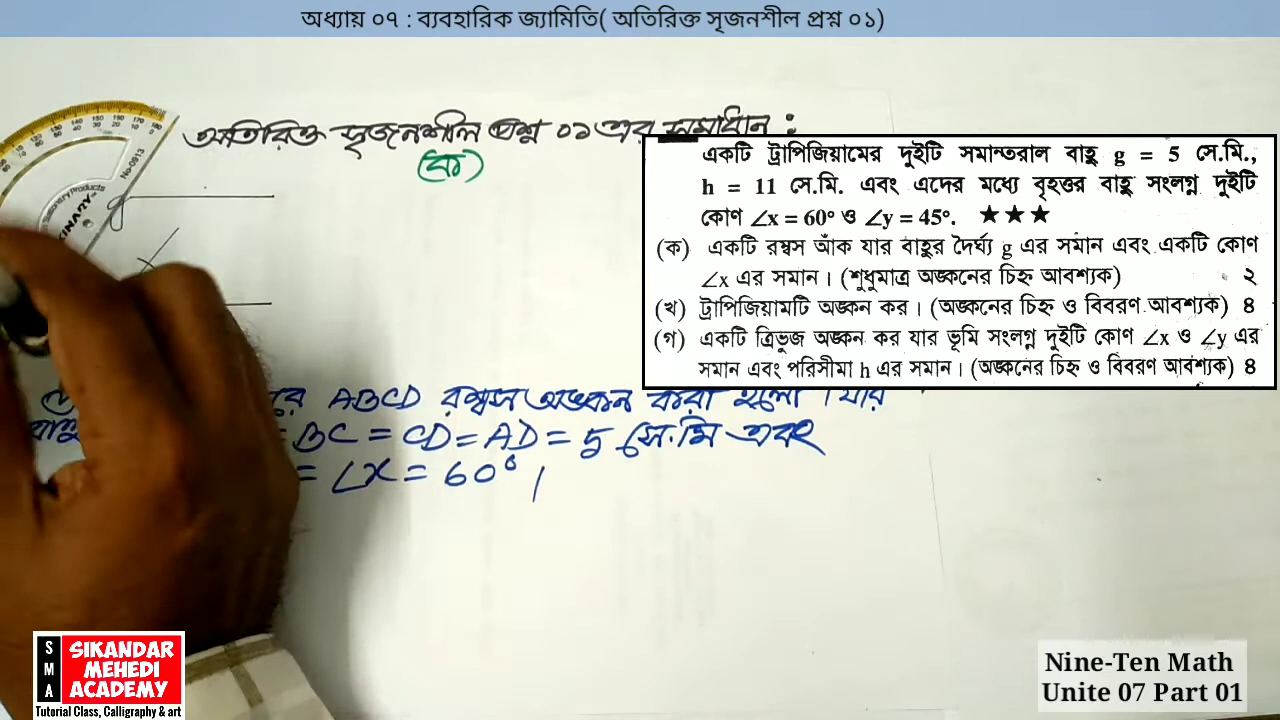 অধ্যায় ০৭ : ব্যবহারিক জ্যামিতি( অতিরিক্ত সৃজনশীল প্রশ্ন ০১)
অতিরিক্ত সৃজনশীল প্রশ্ন ০১ এর সমাধান :
(ক)
একটি ট্রাপিজিয়ামের দুইটি সমান্তরাল বাহু g = 5 সে.মি.,
h = 11 সে.মি. এবং এদের মধ্যে বৃহত্তর বাহু সংলগ্ন দুইটি
কোণ ∠x = 60° ও ∠y = 45°. ★★★
(ক) একটি রম্বস আঁক যার বাহুর দৈর্ঘ্য g এর সমান এবং একটি কোণ
∠x এর সমান। (শুধুমাত্র অঙ্কনের চিহ্ন আবশ্যক) ২
(খ) ট্রাপিজিয়ামটি অঙ্কন কর। (অঙ্কনের চিহ্ন ও বিবরণ আবশ্যক) ৪
(গ) একটি ত্রিভুজ অঙ্কন কর যার ভূমি সংলগ্ন দুইটি কোণ ∠x ও ∠y এর
সমান এবং পরিসীমা h এর সমান। (অঙ্কনের চিহ্ন ও বিবরণ আবশ্যক) ৪
ABCD রম্বস অঙ্কন করা হলো। যার
= BC = CD = AD = 5 সে.মি এবং
= ∠x = 60° ।
No-0913
SMA
SIKANDAR
MEHEDI
ACADEMY
Tutorial Class, Calligraphy & art
Nine-Ten Math
Unite 07 Part 01